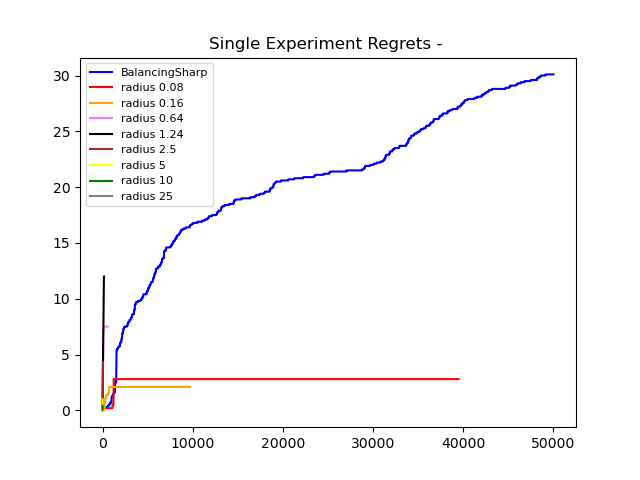 Single Experiment Regrets -
BalancingSharp
radius 0.08
radius 0.16
radius 0.64
radius 1.24
radius 2.5
radius 5
radius 10
radius 25
30
25
20
15
10
5
0
0 10000 20000 30000 40000 50000